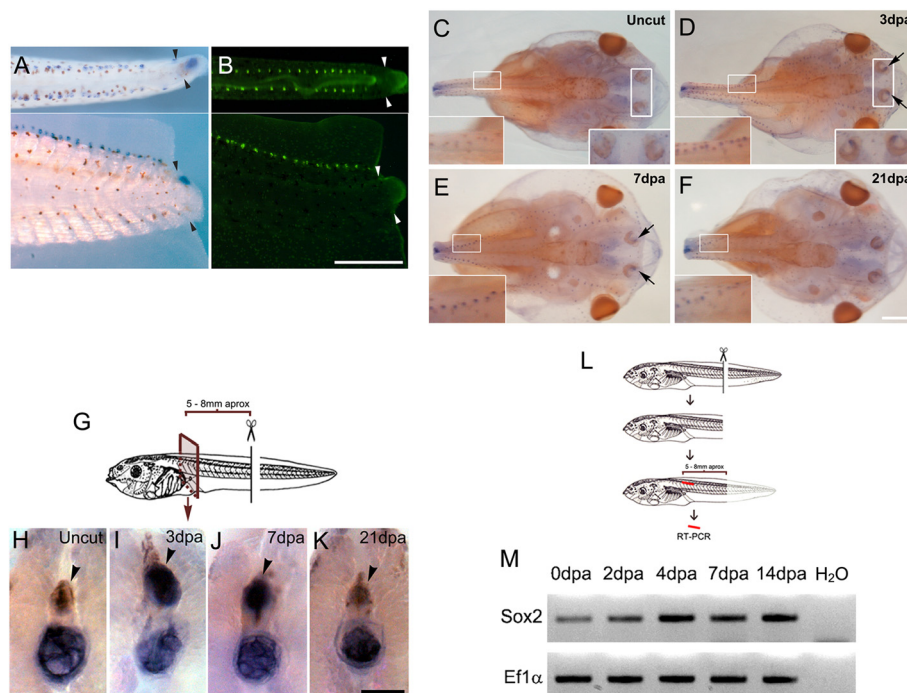 A
B
C
Uncut
D
3dpa
E
7dpa
F
21dpa
G
5 - 8mm aprox
H
Uncut
I
3dpa
J
7dpa
K
21dpa
L
5 - 8mm aprox
RT-PCR
M
0dpa 2dpa 4dpa 7dpa 14dpa H₂O
Sox2
Ef1α